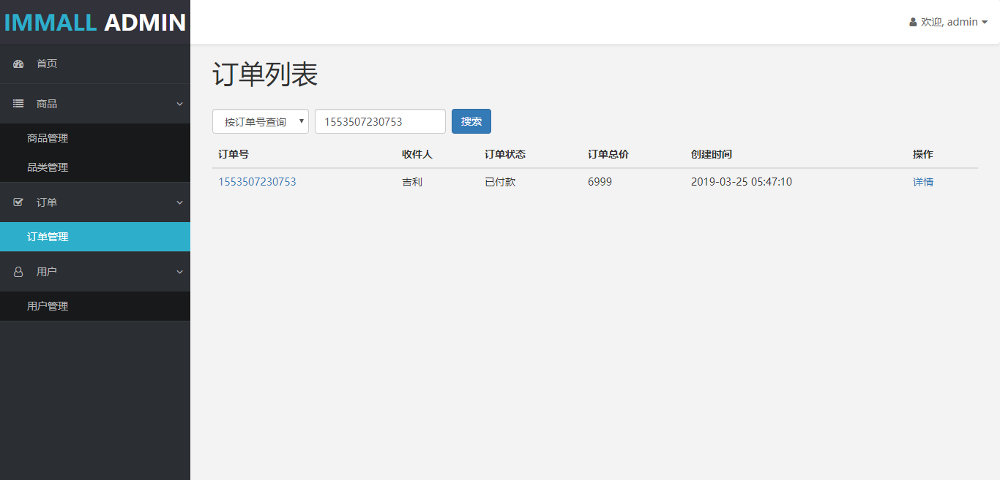 IMMALL ADMIN
欢迎, admin
首页
商品
商品管理
品类管理
订单
订单管理
用户
用户管理
订单列表
按订单号查询 1553507230753 搜索
订单号 收件人 订单状态 订单总价 创建时间 操作
1553507230753 吉利 已付款 6999 2019-03-25 05:47:10 详情